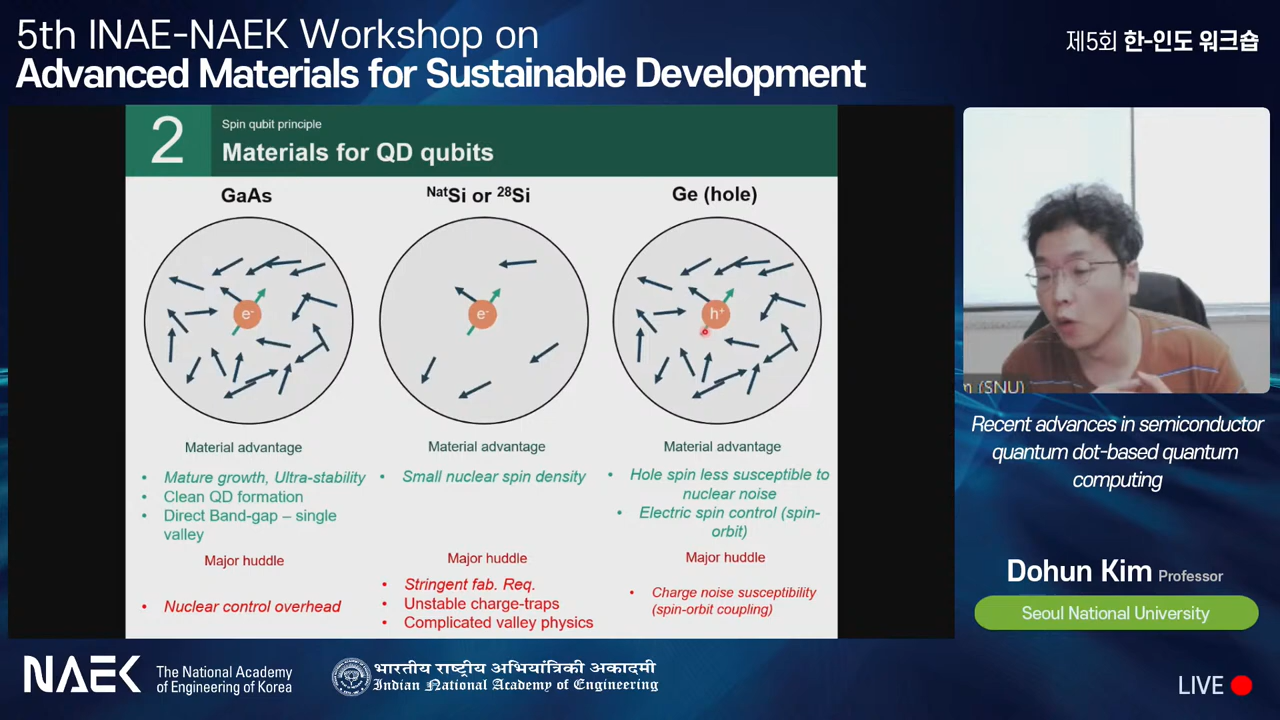 5th INAE-NAEK Workshop on
Advanced Materials for Sustainable Development
제5회 한-인도 워크숍
2
Spin qubit principle
Materials for QD qubits
GaAs
NatSi or 28Si
Ge (hole)
e-
e-
h+
Material advantage
Material advantage
Material advantage
• Mature growth, Ultra-stability
• Clean QD formation
• Direct Band-gap – single
valley
• Small nuclear spin density
• Hole spin less susceptible to
nuclear noise
• Electric spin control (spin-
orbit)
Major huddle
Major huddle
Major huddle
• Nuclear control overhead
• Stringent fab. Req.
• Unstable charge-traps
• Complicated valley physics
• Charge noise susceptibility
(spin-orbit coupling)
(SNU)
Recent advances in semiconductor
quantum dot-based quantum
computing
Dohun Kim Professor
Seoul National University
NAEK
The National Academy
of Engineering of Korea
भारतीय राष्ट्रीय अभियांत्रिकी अकादमी
Indian National Academy of Engineering
LIVE